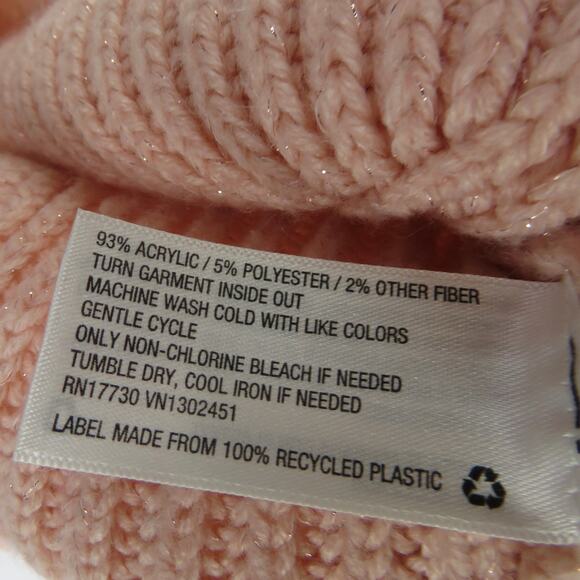 93% ACRYLIC / 5% POLYESTER / 2% OTHER FIBER
TURN GARMENT INSIDE OUT
MACHINE WASH COLD WITH LIKE COLORS
GENTLE CYCLE
ONLY NON-CHLORINE BLEACH IF NEEDED
TUMBLE DRY, COOL IRON IF NEEDED
RN17730 VN1302451
LABEL MADE FROM 100% RECYCLED PLASTIC